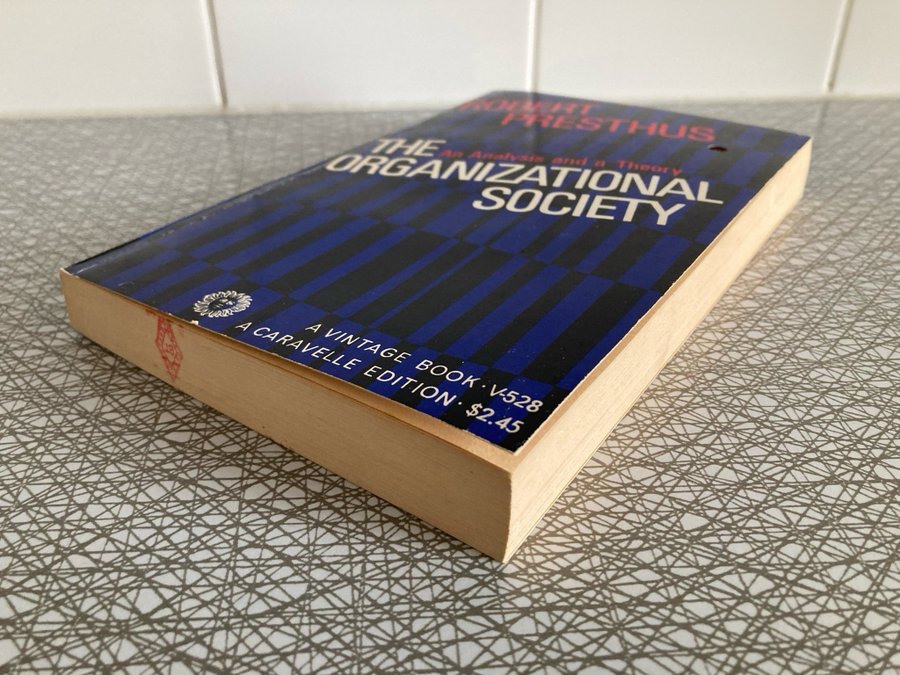 ROBERT
PRESTHUS
An Analysis and a Theory
THE
ORGANIZATIONAL
SOCIETY
A VINTAGE BOOK · V-528
A CARAVELLE EDITION · $2.45